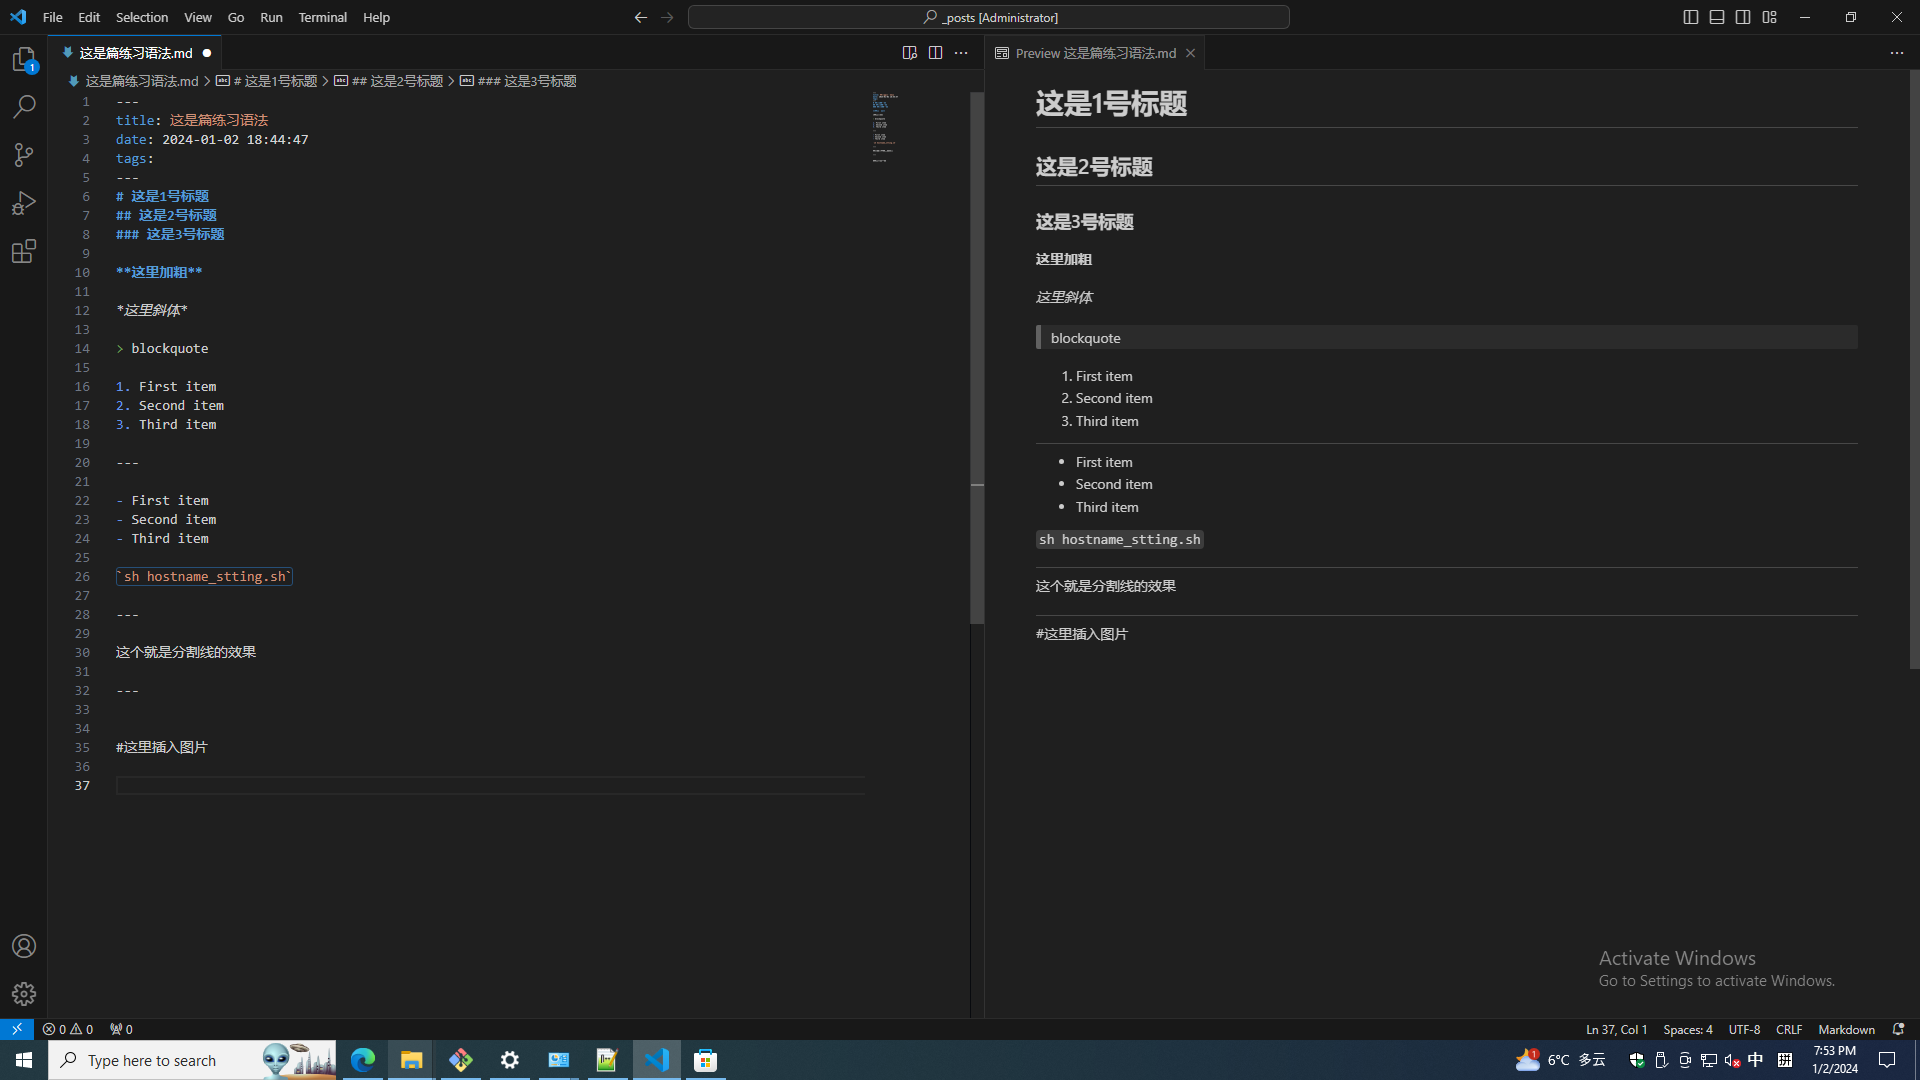 File Edit Selection View Go Run Terminal Help
_posts [Administrator]
这是篇练习语法.md
Preview 这是篇练习语法.md
这是篇练习语法.md > # 这是1号标题 > ## 这是2号标题 > ### 这是3号标题
1 ---
2 title: 这是篇练习语法
3 date: 2024-01-02 18:44:47
4 tags:
5 ---
6 # 这是1号标题
7 ## 这是2号标题
8 ### 这是3号标题
9
10 **这里加粗**
11
12 *这里斜体*
13
14 > blockquote
15
16 1. First item
17 2. Second item
18 3. Third item
19
20 ---
21
22 - First item
23 - Second item
24 - Third item
25
26 `sh hostname_stting.sh`
27
28 ---
29
30 这个就是分割线的效果
31
32 ---
33
34
35 #这里插入图片
36
37
这是1号标题
这是2号标题
这是3号标题
这里加粗
这里斜体
blockquote
1. First item
2. Second item
3. Third item
• First item
• Second item
• Third item
sh hostname_stting.sh
这个就是分割线的效果
#这里插入图片
Activate Windows
Go to Settings to activate Windows.
1
0 0 0
Ln 37, Col 1 Spaces: 4 UTF-8 CRLF Markdown
Type here to search
1 6°C 多云 中 拼
7:53 PM
1/2/2024